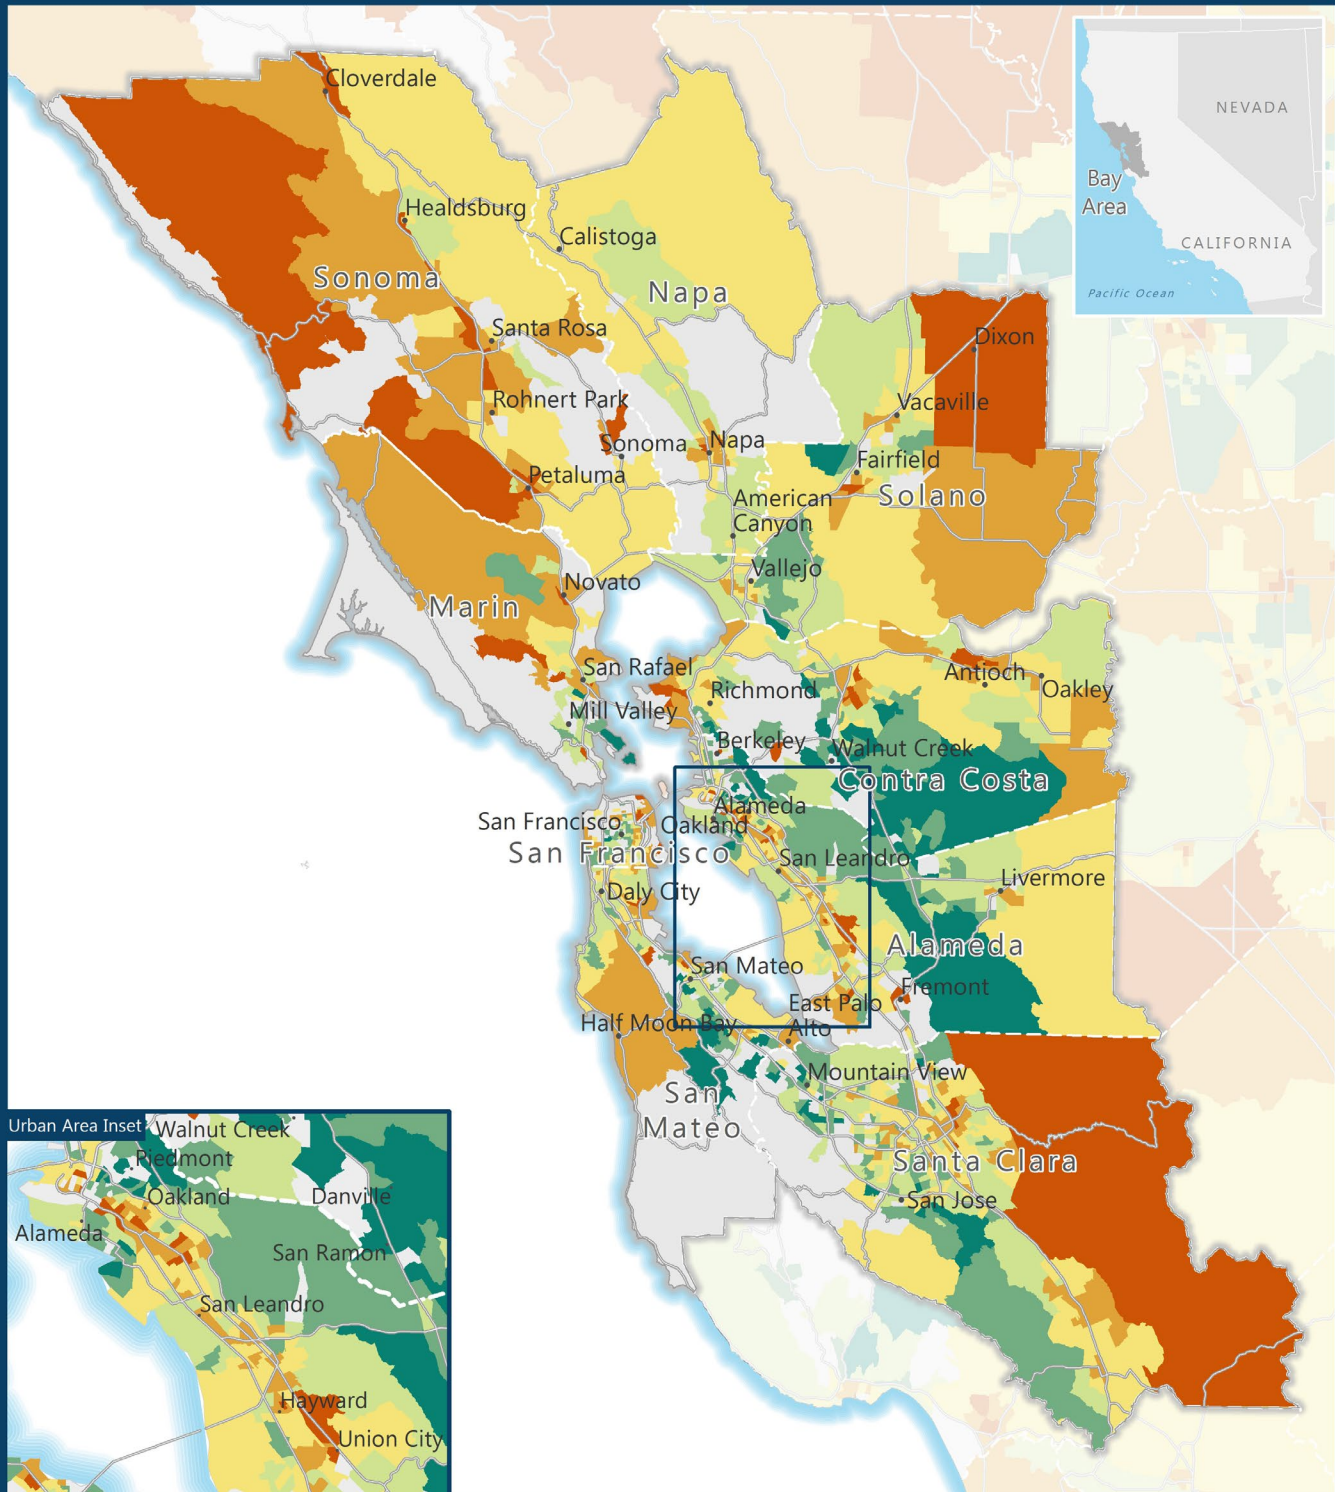 Cloverdale
NEVADA
Bay
Area
CALIFORNIA
Pacific Ocean
Healdsburg
Calistoga
Sonoma
Napa
Santa Rosa
Dixon
Rohnert Park
Vacaville
Sonoma
Napa
Fairfield
Petaluma
Solano
American
Canyon
Vallejo
Novato
Marin
San Rafael
Antioch
Richmond
Oakley
Mill Valley
Berkeley
Walnut Creek
Contra Costa
Alameda
San Francisco
Oakland
San Francisco
San Leandro
Livermore
Daly City
Alameda
San Mateo
Fremont
East Palo
Alto
Half Moon Bay
Mountain View
San
Mateo
Santa Clara
San Jose
Urban Area Inset
Walnut Creek
Piedmont
Oakland
Danville
Alameda
San Ramon
San Leandro
Hayward
Union City